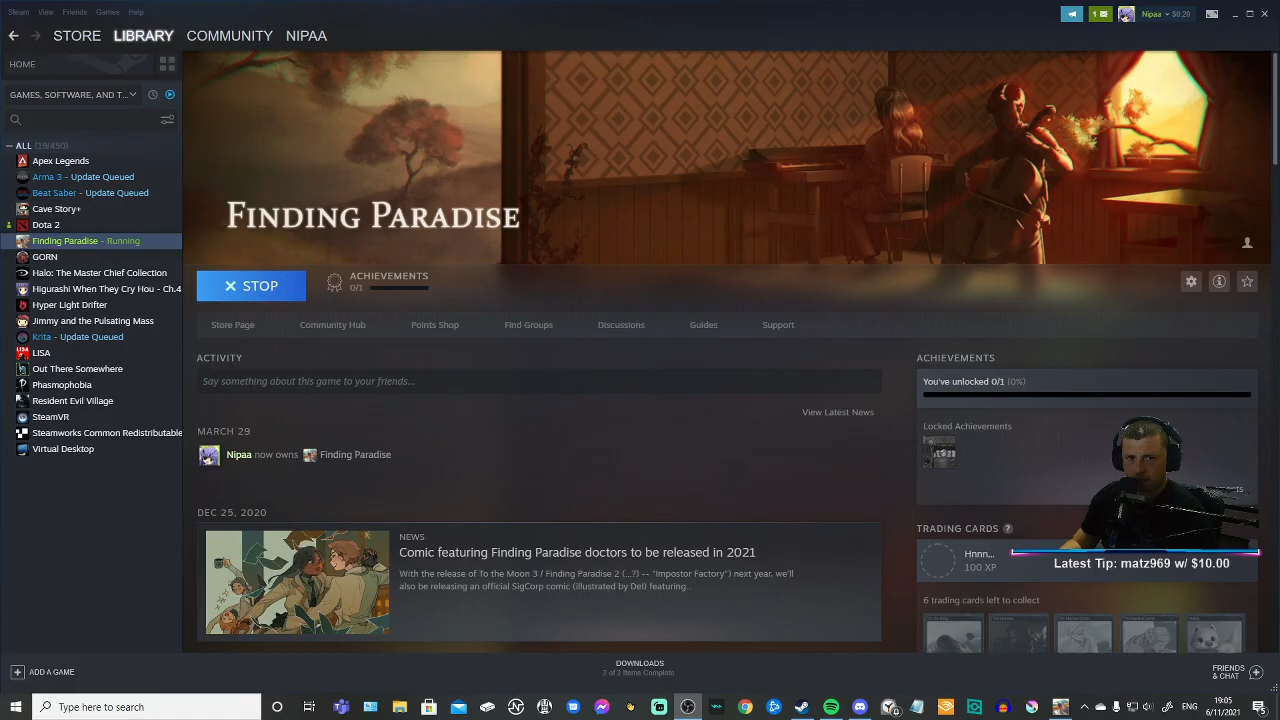 Steam View Friends Games Help
1
Nipaa $0.20
STORE LIBRARY COMMUNITY NIPAA
HOME
GAMES, SOFTWARE, AND T...
ALL (19/450)
Apex Legends
Arma 3 - Update Queued
Beat Saber - Update Queued
Cave Story+
Dota 2
Finding Paradise - Running
GORN
Halo: The Master Chief Collection
Higurashi When They Cry Hou - Ch.4
Hyper Light Drifter
Jimmy and the Pulsating Mass
Krita - Update Queued
LISA
Out There Somewhere
Phasmophobia
Resident Evil Village
SteamVR
Steamworks Common Redistributable
Virtual Desktop
FINDING PARADISE
STOP
ACHIEVEMENTS
0/1
Store Page Community Hub Points Shop Find Groups Discussions Guides Support
ACTIVITY
Say something about this game to your friends...
View Latest News
MARCH 29
Nipaa now owns Finding Paradise
DEC 25, 2020
NEWS
Comic featuring Finding Paradise doctors to be released in 2021
With the release of To the Moon 3 / Finding Paradise 2 (...?) -- "Impostor Factory") next year, we'll
also be releasing an official SigCorp comic (illustrated by Del) featuring..
ACHIEVEMENTS
You've unlocked 0/1 (0%)
Locked Achievements
TRADING CARDS ?
Hnnn...
100 XP
Latest Tip: matz969 w/ $10.00
6 trading cards left to collect
ADD A GAME
DOWNLOADS
2 of 2 Items Complete
FRIENDS
& CHAT
Type here to search
19:05
6/11/2021